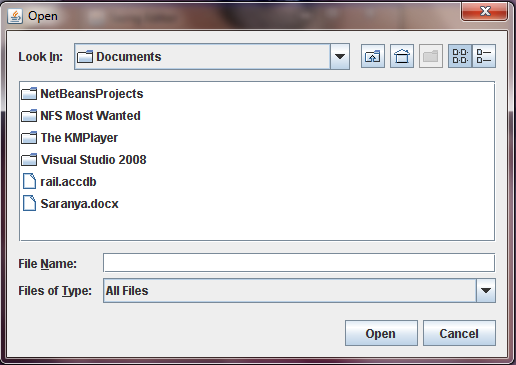 Open
Look In:
Documents
NetBeansProjects
NFS Most Wanted
The KMPlayer
Visual Studio 2008
rail.accdb
Saranya.docx
File Name:
Files of Type: All Files
Open Cancel